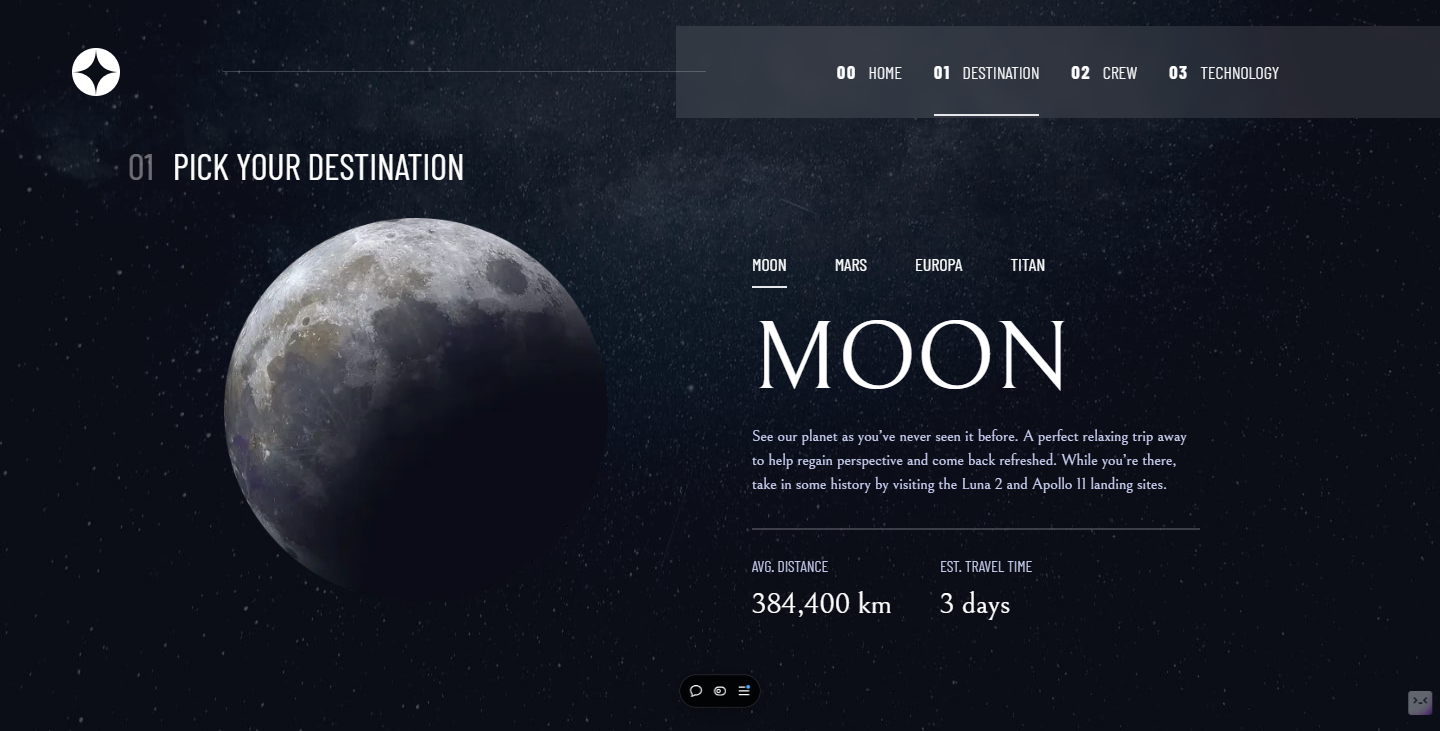 00 HOME 01 DESTINATION 02 CREW 03 TECHNOLOGY
01 PICK YOUR DESTINATION
MOON MARS EUROPA TITAN
MOON
See our planet as you’ve never seen it before. A perfect relaxing trip away
to help regain perspective and come back refreshed. While you’re there,
take in some history by visiting the Luna 2 and Apollo 11 landing sites.
AVG. DISTANCE EST. TRAVEL TIME
384,400 km 3 days